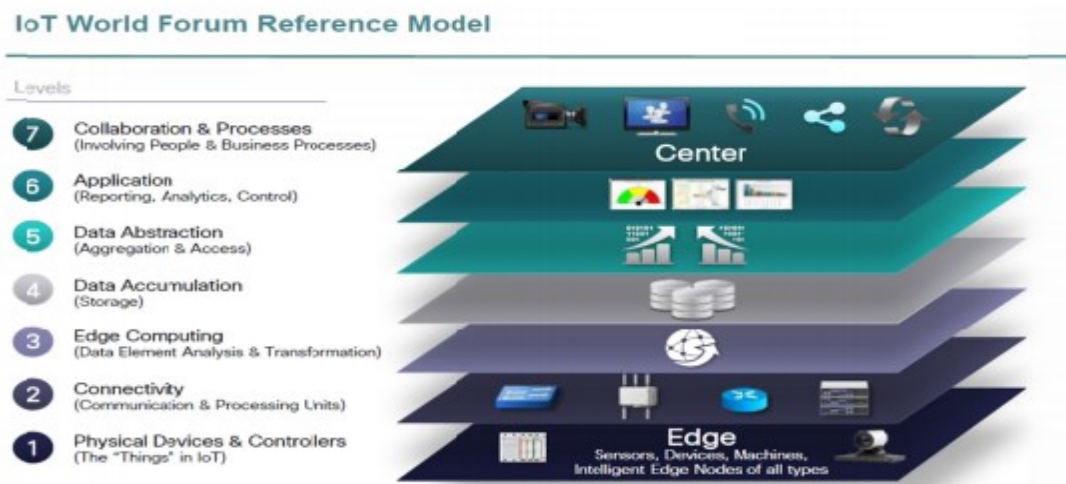 IoT World Forum Reference Model
Levels
7 Collaboration & Processes
(Involving People & Business Processes)
6 Application
(Reporting, Analytics, Control)
5 Data Abstraction
(Aggregation & Access)
4 Data Accumulation
(Storage)
3 Edge Computing
(Data Element Analysis & Transformation)
2 Connectivity
(Communication & Processing Units)
1 Physical Devices & Controllers
(The "Things" in IoT)
Center
Edge
Sensors, Devices, Machines,
Intelligent Edge Nodes of all types